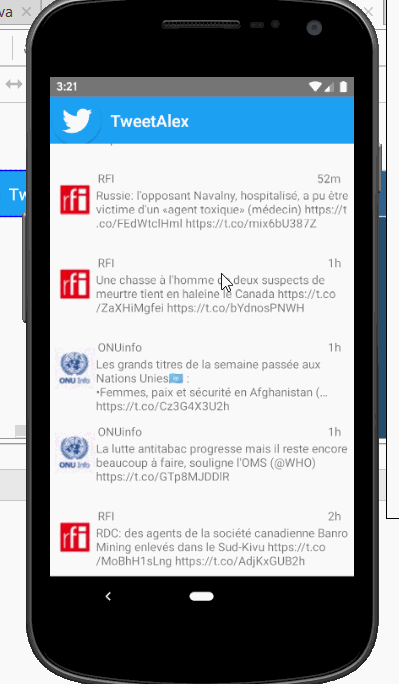 va
Tw
3:21
TweetAlex
RFI 52m
rfi
Russie: l'opposant Navalny, hospitalisé, a pu être
victime d'un «agent toxique» (médecin) https://t
.co/FEdWtclHml https://t.co/mix6bU387Z
RFI 1h
rfi
Une chasse à l'homme de deux suspects de
meurtre tient en haleine le Canada https://t.co
/ZaXHiMgfei https://t.co/bYdnosPNWH
ONUinfo 1h
ONU Info
Les grands titres de la semaine passée aux
Nations Unies🇺🇳 :
•Femmes, paix et sécurité en Afghanistan (…
https://t.co/Cz3G4X3U2h
ONUinfo 1h
ONU Info
La lutte antitabac progresse mais il reste encore
beaucoup à faire, souligne l'OMS (@WHO)
https://t.co/GTp8MJDDlR
RFI 2h
rfi
RDC: des agents de la société canadienne Banro
Mining enlevés dans le Sud-Kivu https://t.co
/MoBhH1sLng https://t.co/AdjKxGUB2h